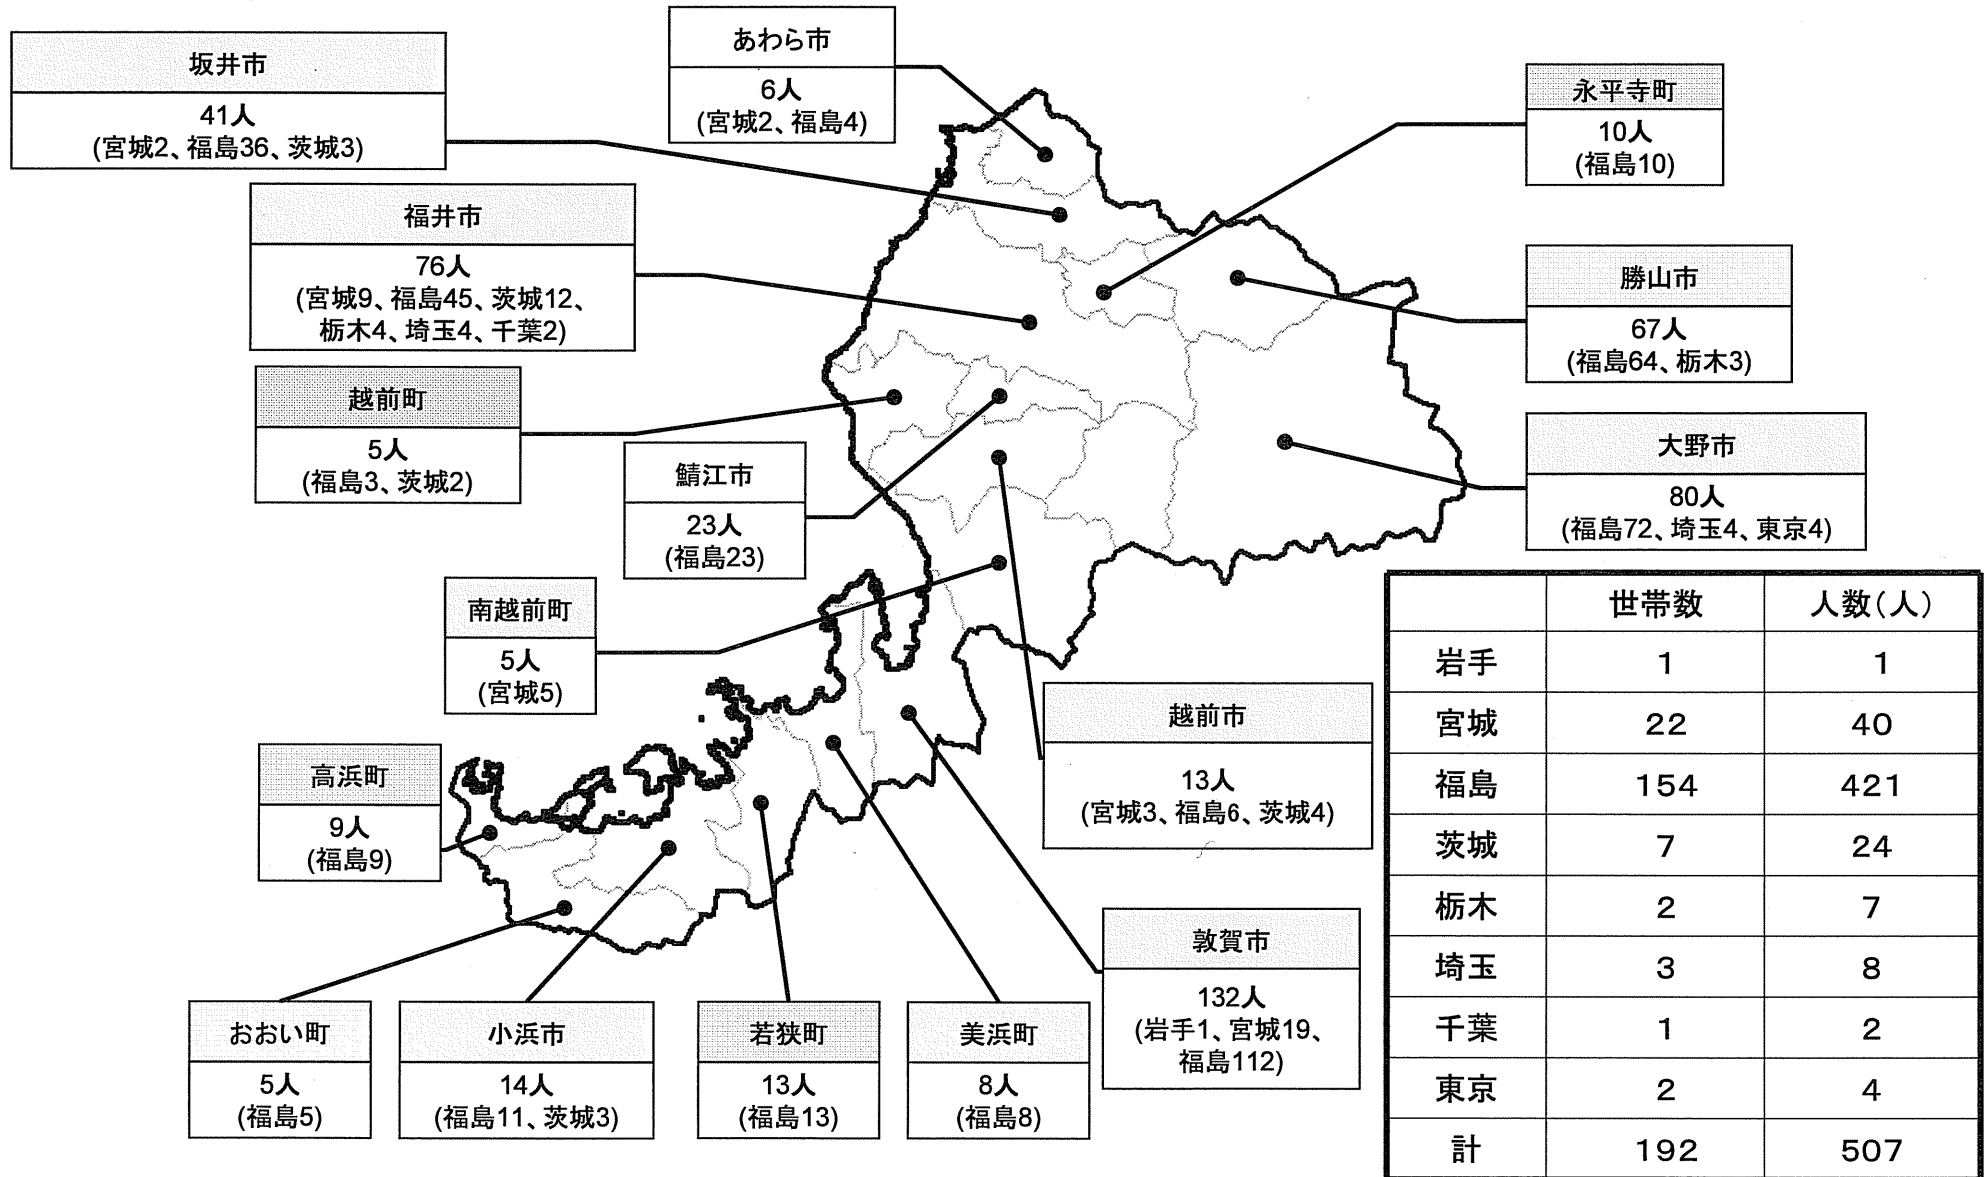 坂井市
41人
(宮城2、福島36、茨城3)
あわら市
6人
(宮城2、福島4)
永平寺町
10人
(福島10)
福井市
76人
(宮城9、福島45、茨城12、
栃木4、埼玉4、千葉2)
勝山市
67人
(福島64、栃木3)
越前町
5人
(福島3、茨城2)
鯖江市
23人
(福島23)
大野市
80人
(福島72、埼玉4、東京4)
南越前町
5人
(宮城5)
越前市
13人
(宮城3、福島6、茨城4)
高浜町
9人
(福島9)
敦賀市
132人
(岩手1、宮城19、
福島112)
おおい町
5人
(福島5)
小浜市
14人
(福島11、茨城3)
若狭町
13人
(福島13)
美浜町
8人
(福島8)
世帯数 人数(人)
岩手 1 1
宮城 22 40
福島 154 421
茨城 7 24
栃木 2 7
埼玉 3 8
千葉 1 2
東京 2 4
計 192 507